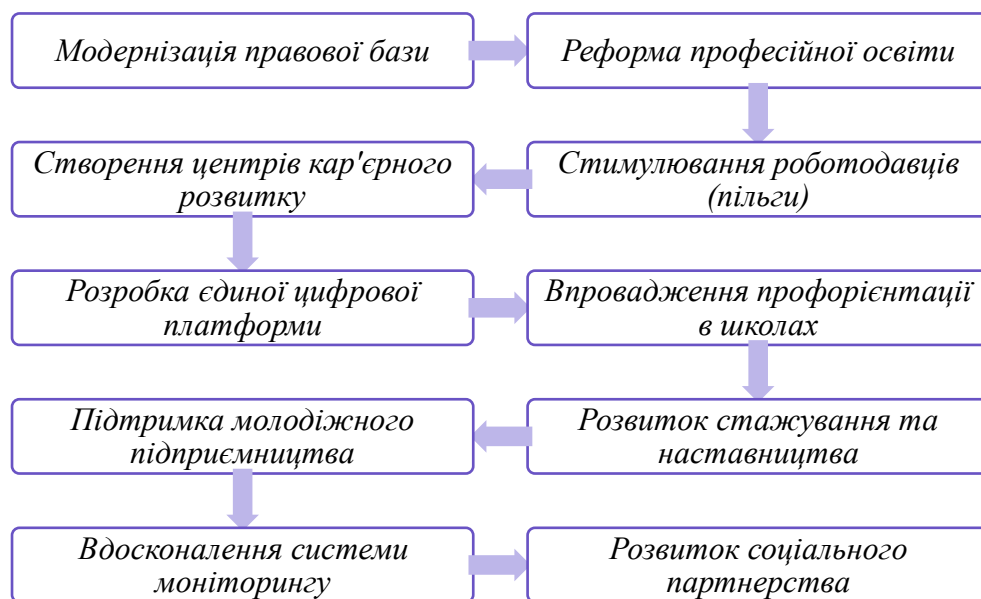 Модернізація правової бази
Реформа професійної освіти
Стимулювання роботодавців
(пільги)
Створення центрів кар'єрного
розвитку
Розробка єдиної цифрової
платформи
Впровадження профорієнтації
в школах
Розвиток стажування та
наставництва
Підтримка молодіжного
підприємництва
Вдосконалення системи
моніторингу
Розвиток соціального
партнерства